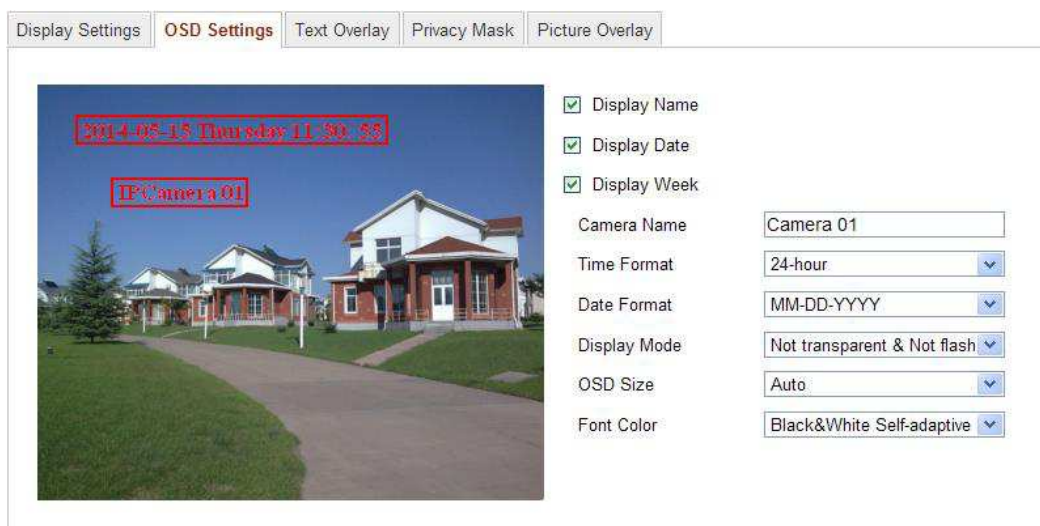 Display Settings OSD Settings Text Overlay Privacy Mask Picture Overlay
2014-05-15 Thursday 11:30:55
IPCamera 01
Display Name
Display Date
Display Week
Camera Name Camera 01
Time Format 24-hour
Date Format MM-DD-YYYY
Display Mode Not transparent & Not flash
OSD Size Auto
Font Color Black&White Self-adaptive